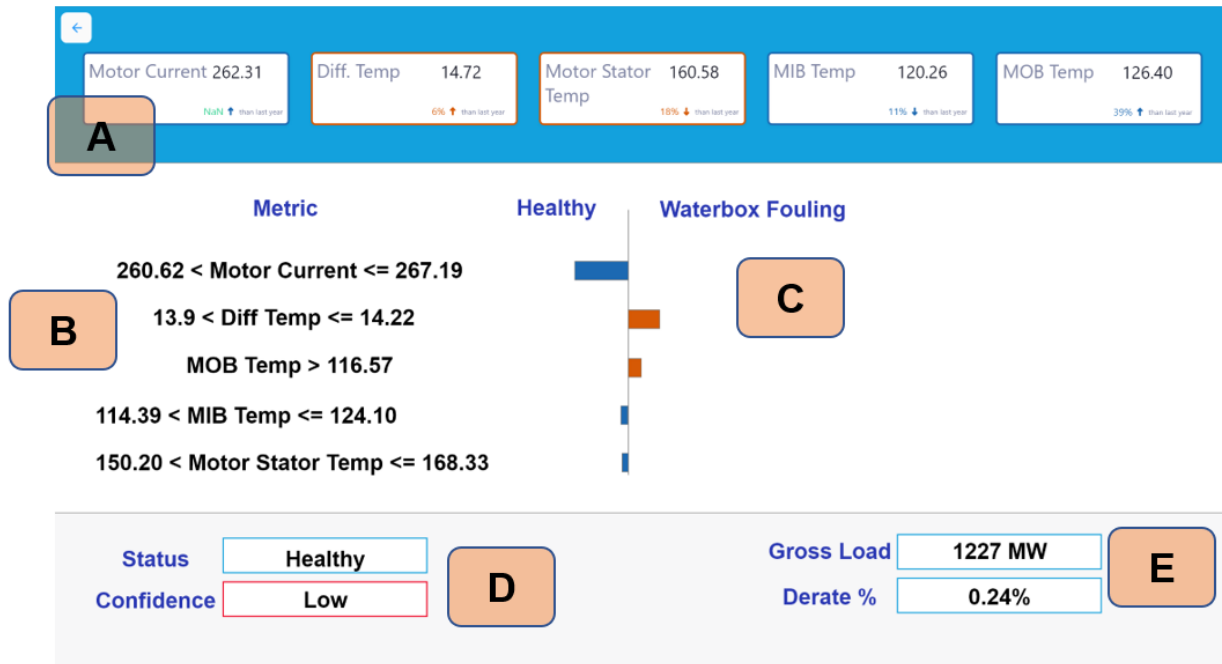 Motor Current 262.31
NaN ↑ than last year
Diff. Temp 14.72
6% ↑ than last year
Motor Stator Temp 160.58
18% ↓ than last year
MIB Temp 120.26
11% ↓ than last year
MOB Temp 126.40
39% ↑ than last year
A
Metric Healthy Waterbox Fouling
260.62 < Motor Current <= 267.19
B
13.9 < Diff Temp <= 14.22
C
MOB Temp > 116.57
114.39 < MIB Temp <= 124.10
150.20 < Motor Stator Temp <= 168.33
Status Healthy
Confidence Low
D
Gross Load 1227 MW
Derate % 0.24%
E